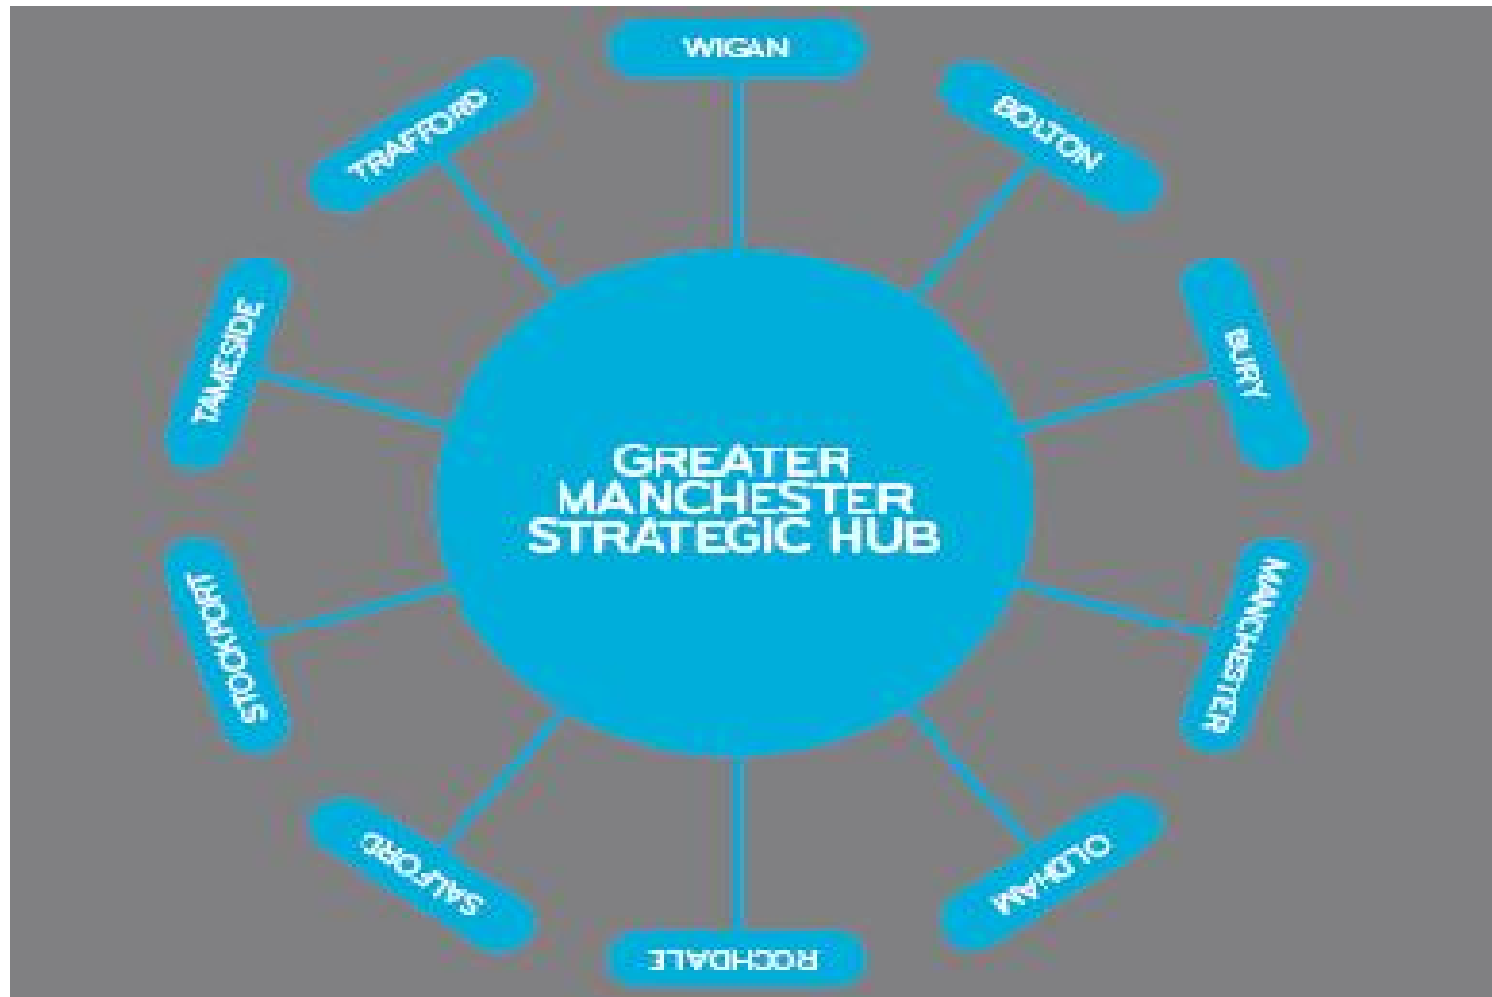 WIGAN
BOLTON
BURY
MANCHESTER
OLDHAM
ROCHDALE
SALFORD
STOCKPORT
TAMESIDE
TRAFFORD
GREATER
MANCHESTER
STRATEGIC HUB